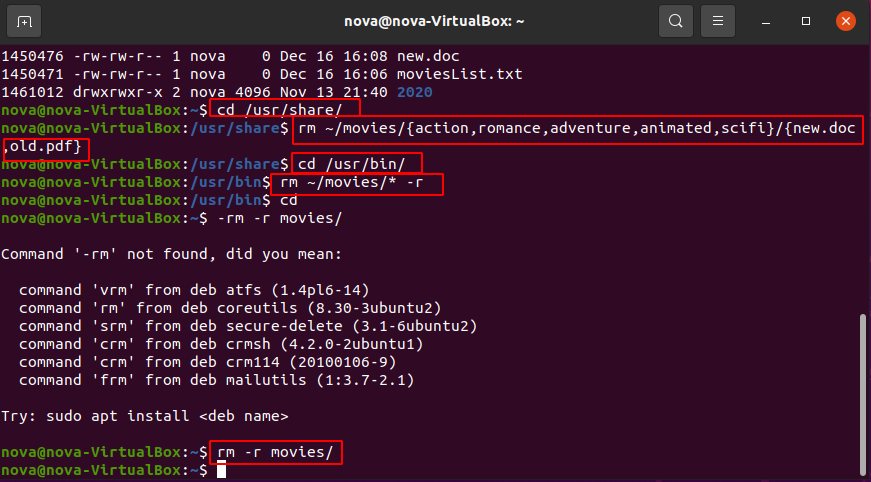 nova@nova-VirtualBox: ~
1450476 -rw-rw-r-- 1 nova    0 Dec 16 16:08 new.doc
1450471 -rw-rw-r-- 1 nova    0 Dec 16 16:06 moviesList.txt
1461012 drwxrwxr-x 2 nova 4096 Nov 13 21:40 2020
nova@nova-VirtualBox:~$ cd /usr/share/
nova@nova-VirtualBox:/usr/share$ rm ~/movies/{action,romance,adventure,animated,scifi}/{new.doc
,old.pdf}
nova@nova-VirtualBox:/usr/share$ cd /usr/bin/
nova@nova-VirtualBox:/usr/bin$ rm ~/movies/* -r
nova@nova-VirtualBox:/usr/bin$ cd
nova@nova-VirtualBox:~$ -rm -r movies/
Command '-rm' not found, did you mean:
  command 'vrm' from deb atfs (1.4pl6-14)
  command 'rm' from deb coreutils (8.30-3ubuntu2)
  command 'srm' from deb secure-delete (3.1-6ubuntu2)
  command 'crm' from deb crmsh (4.2.0-2ubuntu1)
  command 'crm' from deb crm114 (20100106-9)
  command 'frm' from deb mailutils (1:3.7-2.1)
Try: sudo apt install <deb name>
nova@nova-VirtualBox:~$ rm -r movies/
nova@nova-VirtualBox:~$